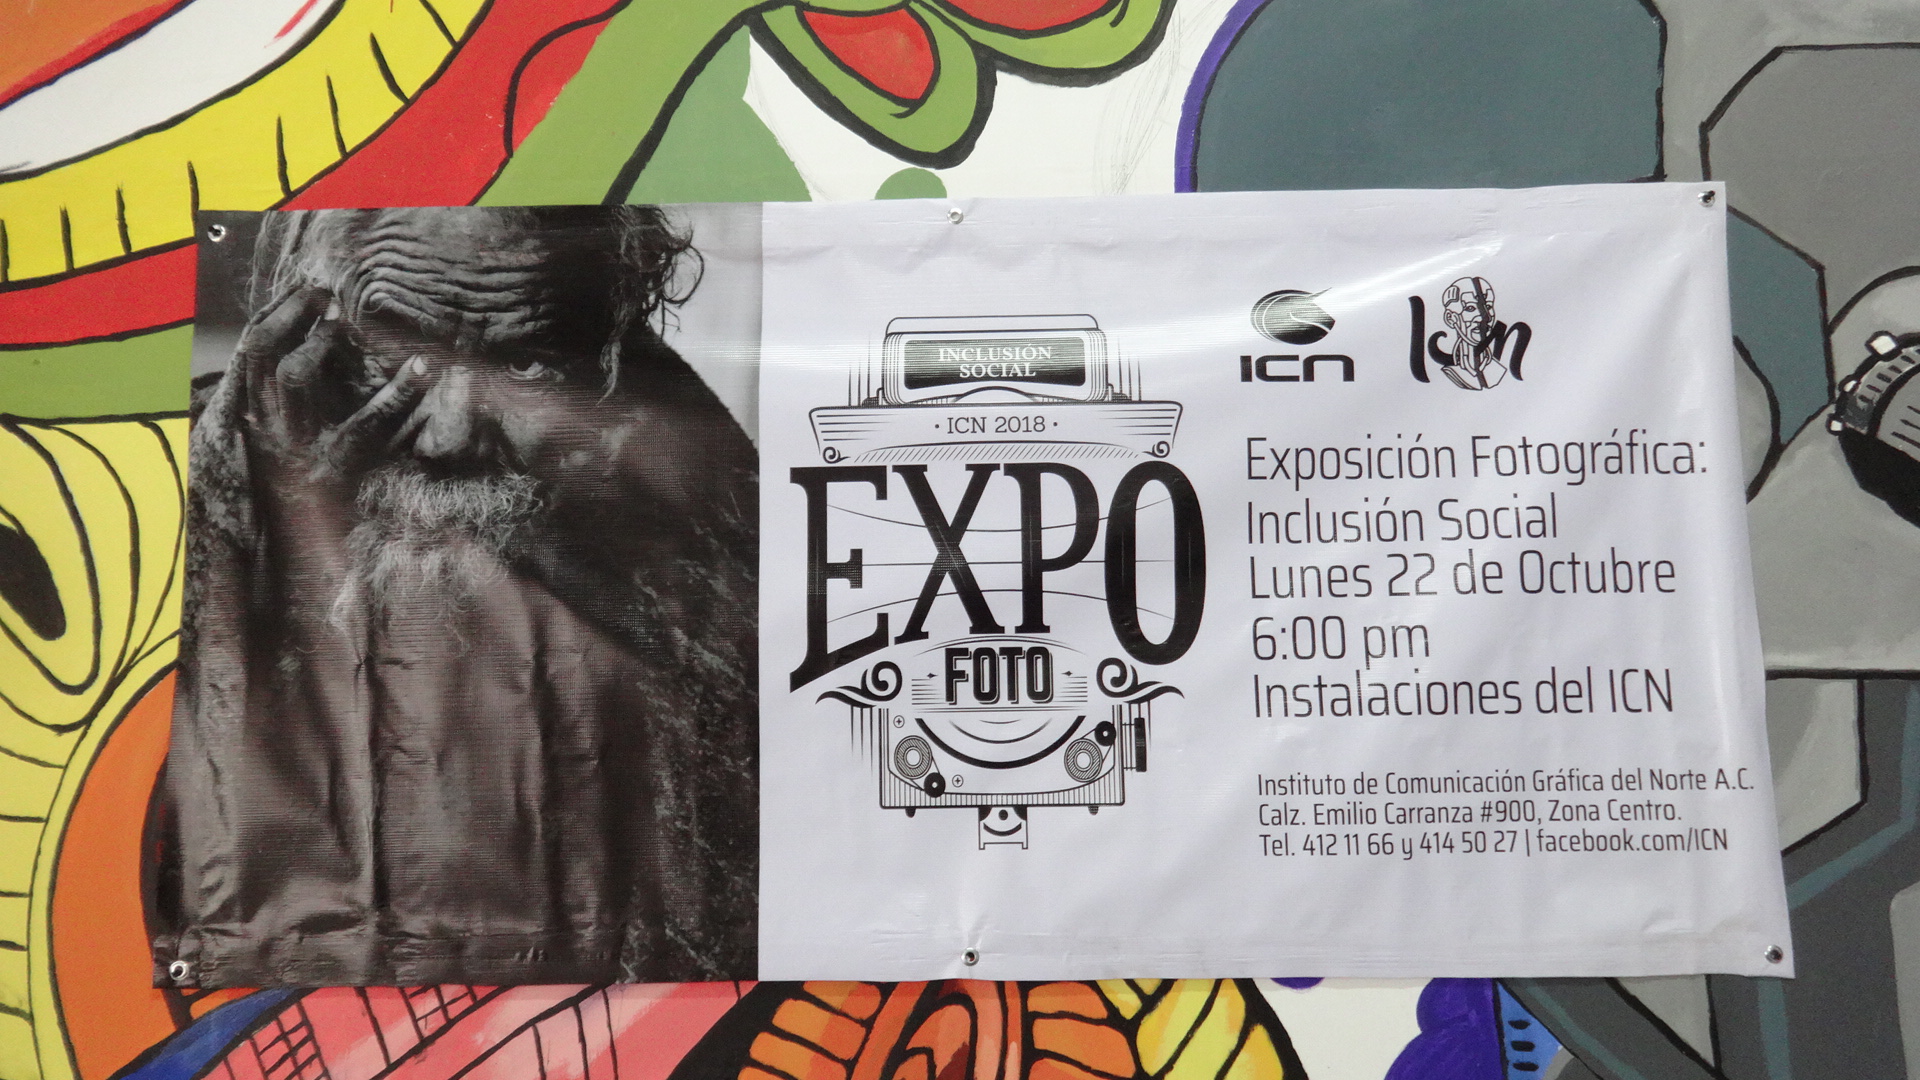 INCLUSIÓN
SOCIAL
· ICN 2018 ·
EXPO
FOTO
ICN
Icon
Exposición Fotográfica:
Inclusión Social
Lunes 22 de Octubre
6:00 pm
Instalaciones del ICN
Instituto de Comunicación Gráfica del Norte A.C.
Calz. Emilio Carranza #900, Zona Centro.
Tel. 412 11 66 y 414 50 27 | facebook.com/ICN